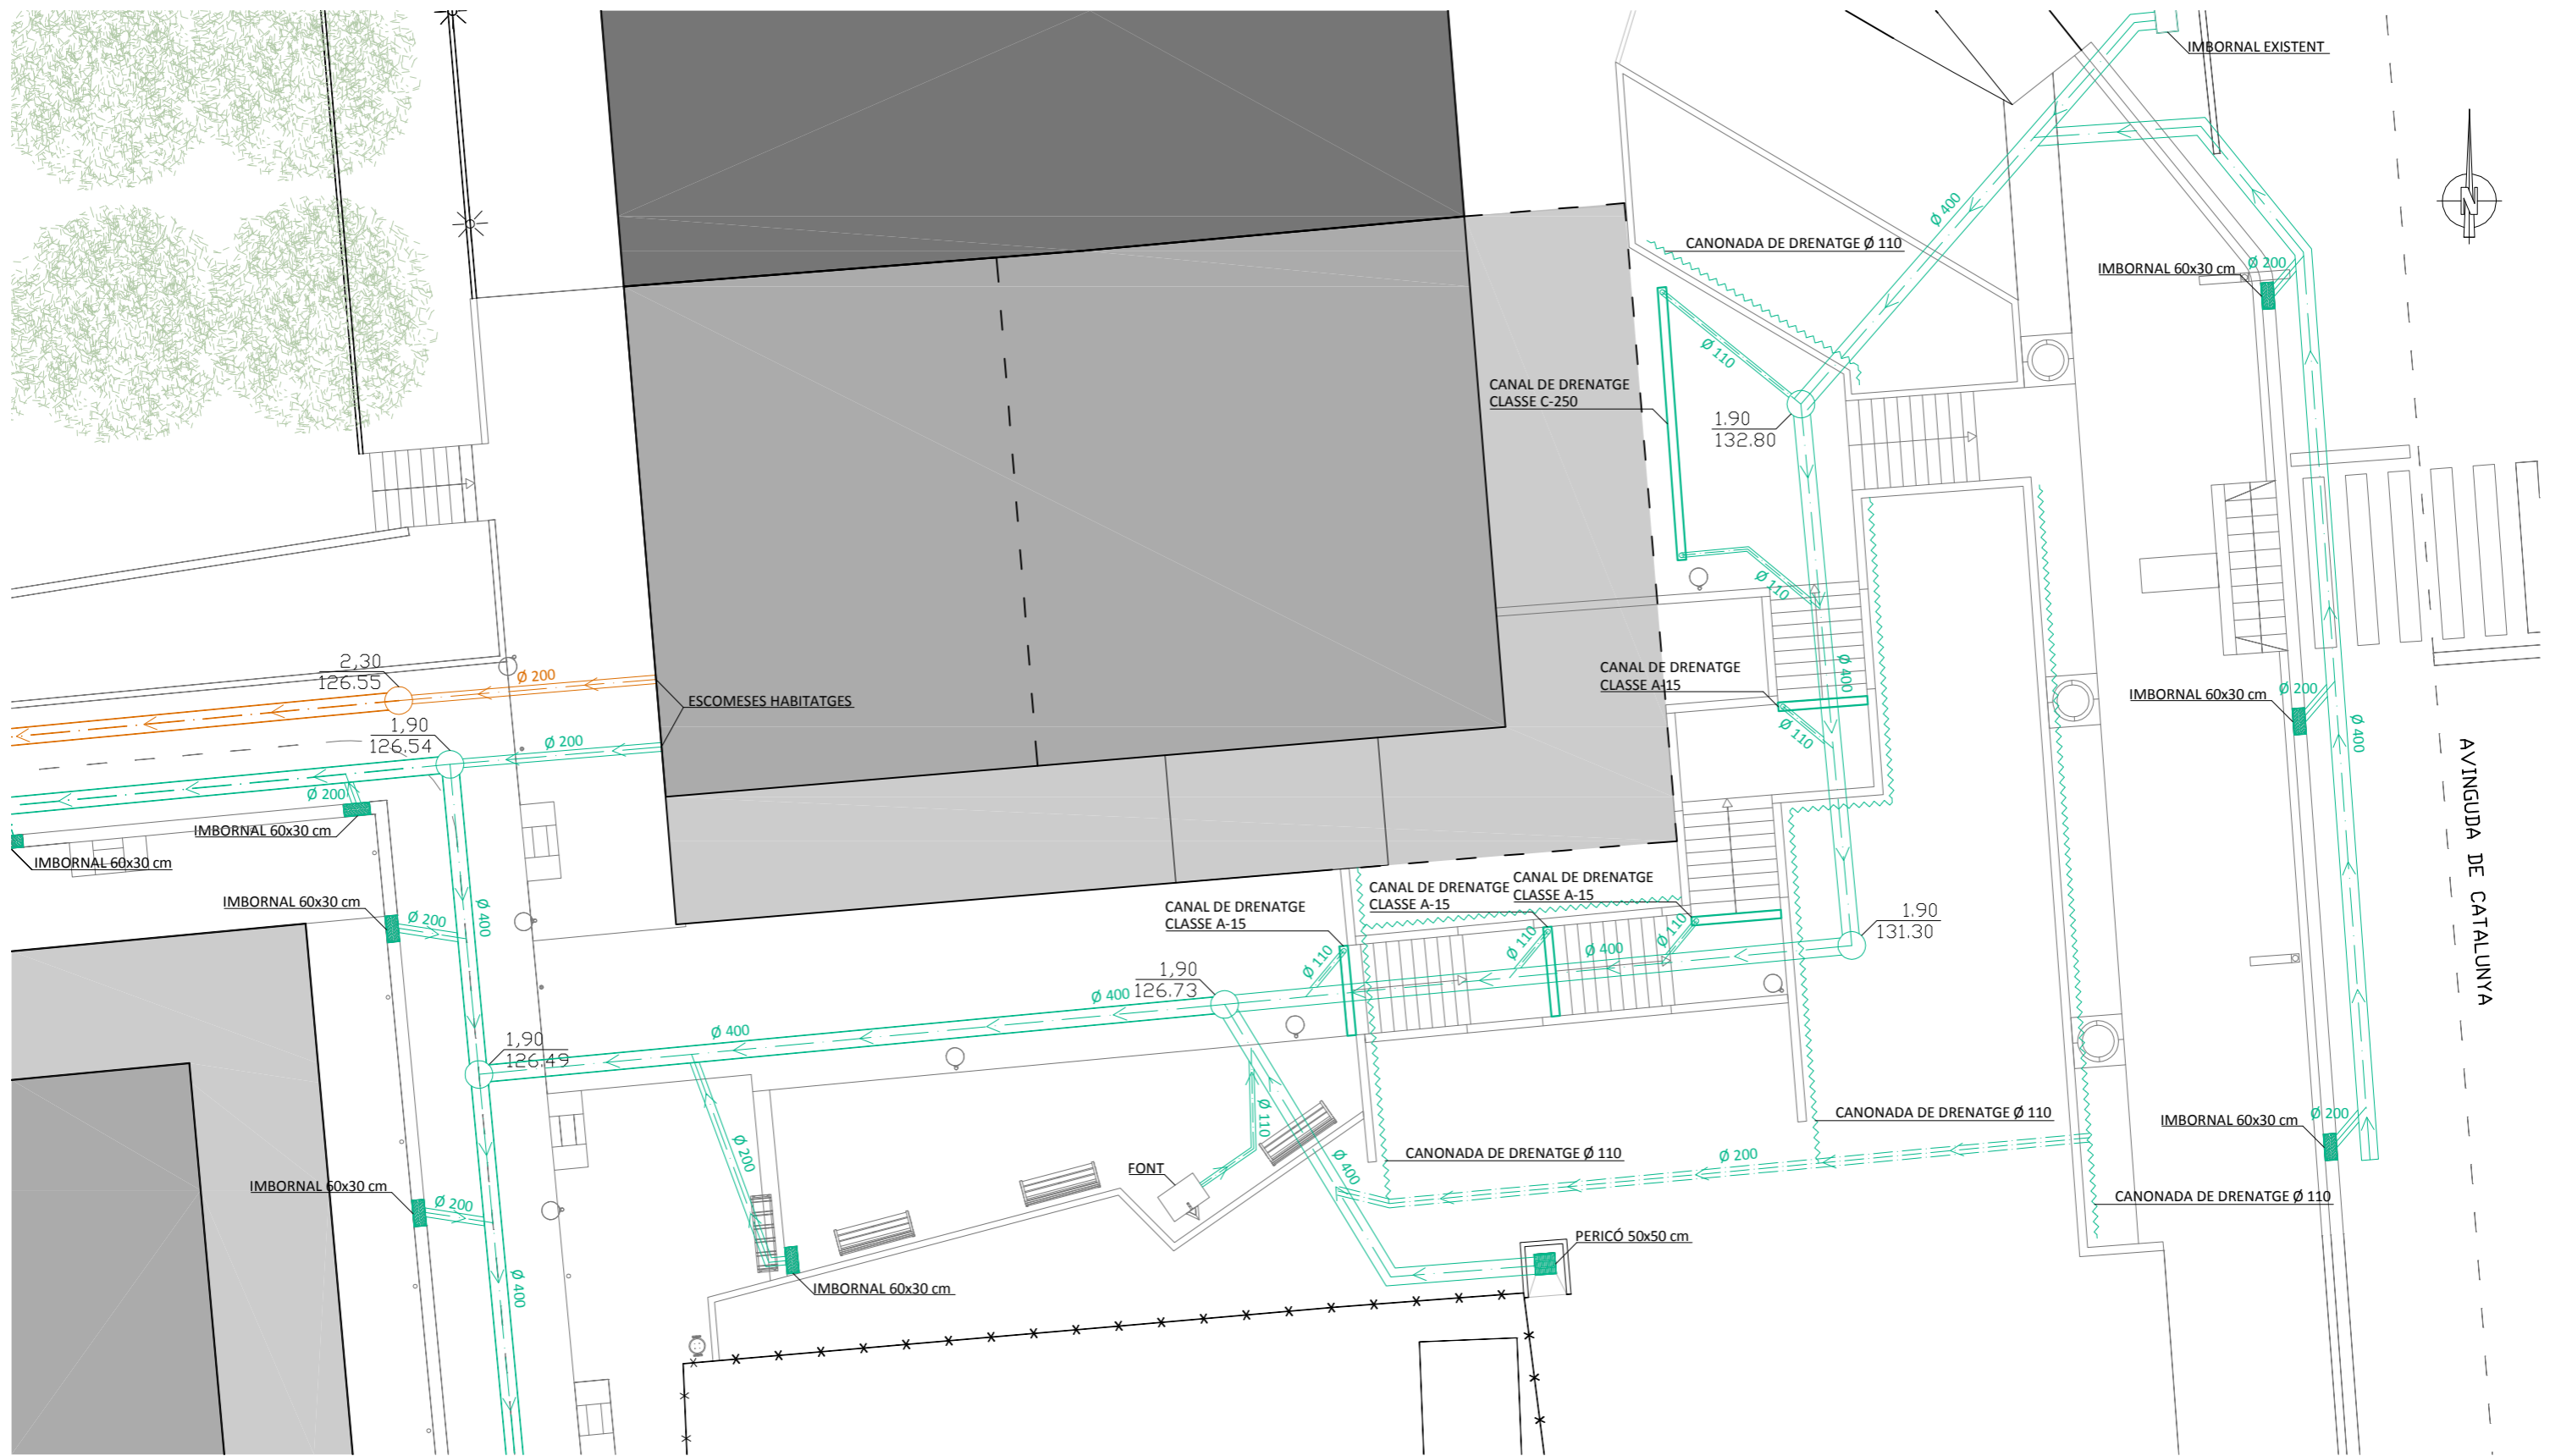 IMBORNAL EXISTENT
Ø 400
CANONADA DE DRENATGE Ø 110
Ø 200
IMBORNAL 60x30 cm
Ø 110
CANAL DE DRENATGE
CLASSE C-250
1.90
132.80
N
2,30
126.55
Ø 200
ESCOMESES HABITATGES
1,90
126.54
Ø 200
CANAL DE DRENATGE
CLASSE A-15
Ø 110
Ø 400
Ø 110
IMBORNAL 60x30 cm
Ø 200
Ø 400
AVINGUDA DE CATALUNYA
Ø 200
IMBORNAL 60x30 cm
IMBORNAL 60x30 cm
IMBORNAL 60x30 cm
Ø 200
Ø 400
CANAL DE DRENATGE
CLASSE A-15
CANAL DE DRENATGE
CLASSE A-15
CANAL DE DRENATGE
CLASSE A-15
Ø 110
Ø 110
Ø 400
Ø 110
1.90
131.30
1,90
126.73
Ø 400
Ø 400
1,90
126.49
Ø 200
Ø 110
Ø 400
FONT
CANONADA DE DRENATGE Ø 110
CANONADA DE DRENATGE Ø 110
Ø 200
IMBORNAL 60x30 cm
Ø 200
CANONADA DE DRENATGE Ø 110
IMBORNAL 60x30 cm
Ø 200
Ø 400
IMBORNAL 60x30 cm
PERICÓ 50x50 cm